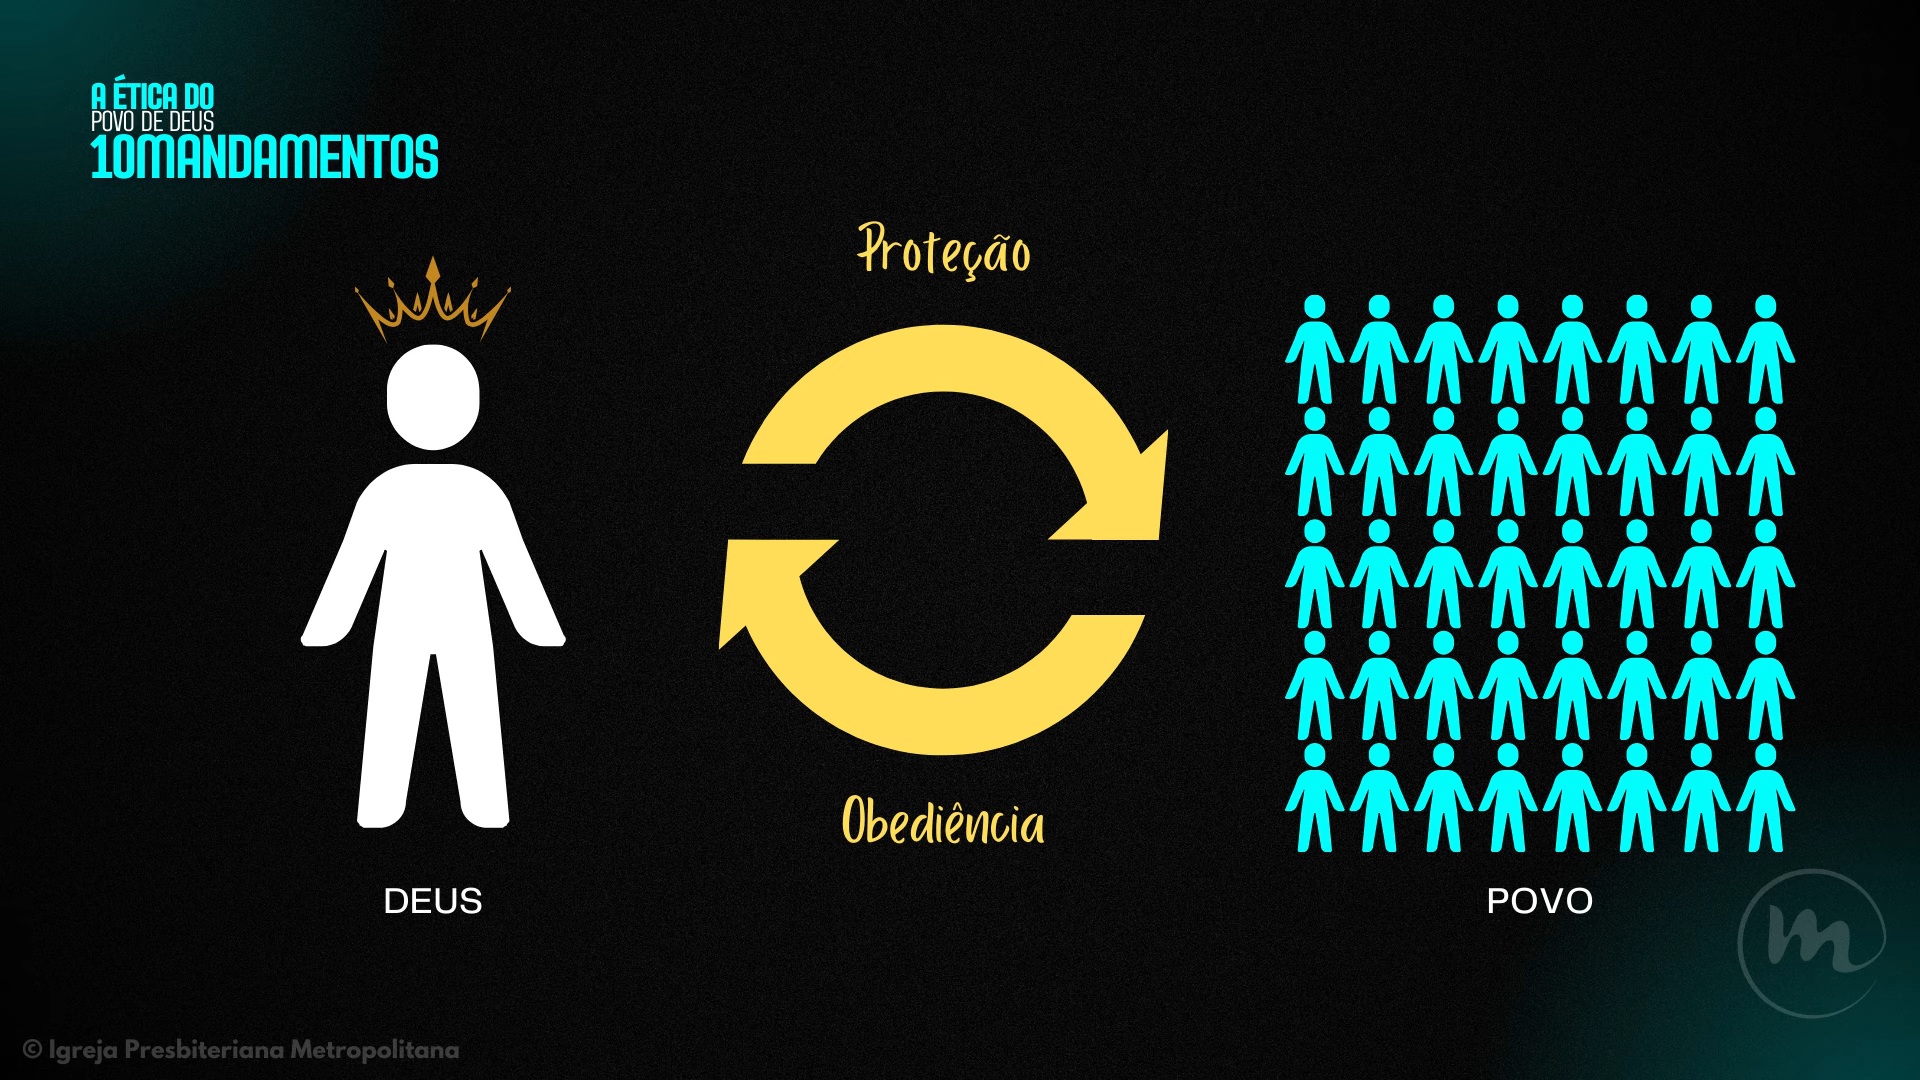 A ÉTICA DO
POVO DE DEUS
10MANDAMENTOS
Proteção
Obediência
DEUS
POVO
m
© Igreja Presbiteriana Metropolitana